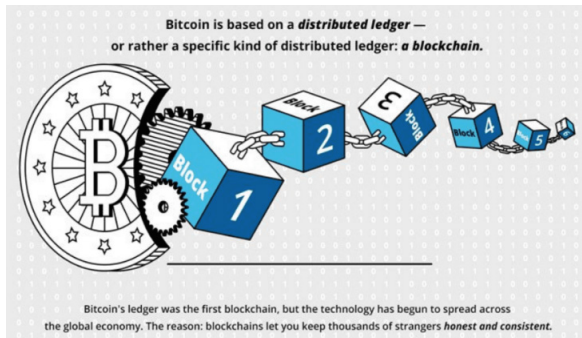 Bitcoin is based on a distributed ledger —
or rather a specific kind of distributed ledger: a blockchain.
Block
1
Block
2
Block
3
Block
4
Block
5
Bitcoin's ledger was the first blockchain, but the technology has begun to spread across
the global economy. The reason: blockchains let you keep thousands of strangers honest and consistent.